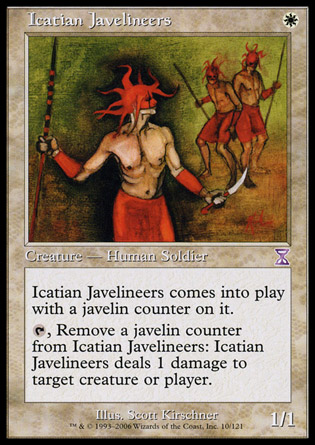 Icatian Javelineers
Creature — Human Soldier
Icatian Javelineers comes into play
with a javelin counter on it.
, Remove a javelin counter
from Icatian Javelineers: Icatian
Javelineers deals 1 damage to
target creature or player.
Illus. Scott Kirschner
1/1
™ & © 1993-2006 Wizards of the Coast, Inc. 10/121